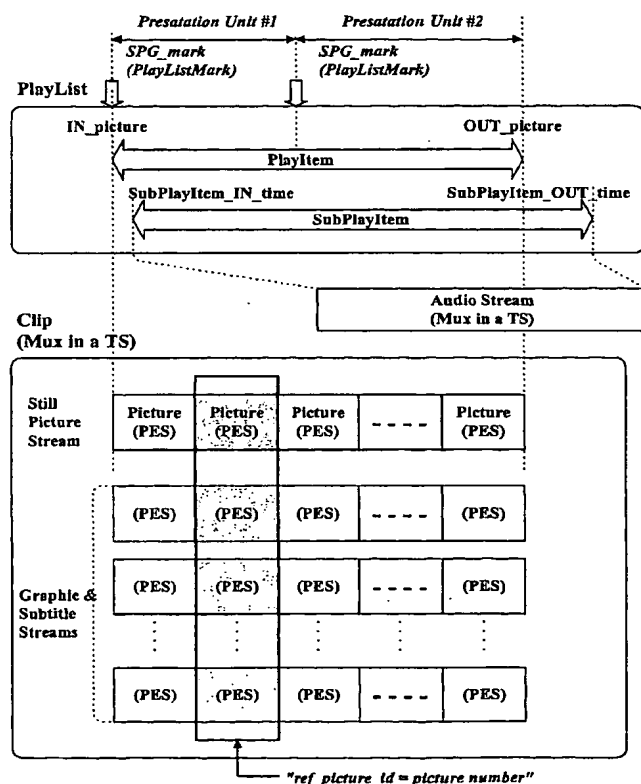 Presatation Unit #1 Presatation Unit #2
SPG_mark SPG_mark
(PlayListMark) (PlayListMark)
PlayList
IN_picture OUT_picture
PlayItem
SubPlayItem_IN_time SubPlayItem_OUT_time
SubPlayItem
Audio Stream
(Mux in a TS)
Clip
(Mux in a TS)
Still
Picture
Stream
Picture Picture Picture Picture
(PES) (PES) (PES) - - - - (PES)
(PES) (PES) (PES) - - - - (PES)
(PES) (PES) (PES) - - - - (PES)
Graphic &
Subtitle
Streams
(PES) (PES) (PES) - - - - (PES)
"ref_picture_id = picture number"